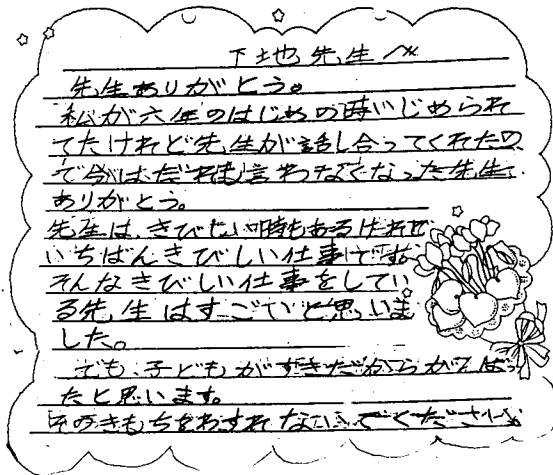 下地先生へ
先生ありがとう。
私が六年のはじめの時いじめられ
てたけれど先生が話し合ってくれたの
で今は、だれも言わなくなった先生、
ありがとう。
先生は、きびしい時もあるけれど
いちばんきびしい仕事です。
そんなきびしい仕事をしてい
る先生はすごいと思いま
した。
でも、子どもがすきだからがんばっ
たと思います。
そのきもちをわすれないでください